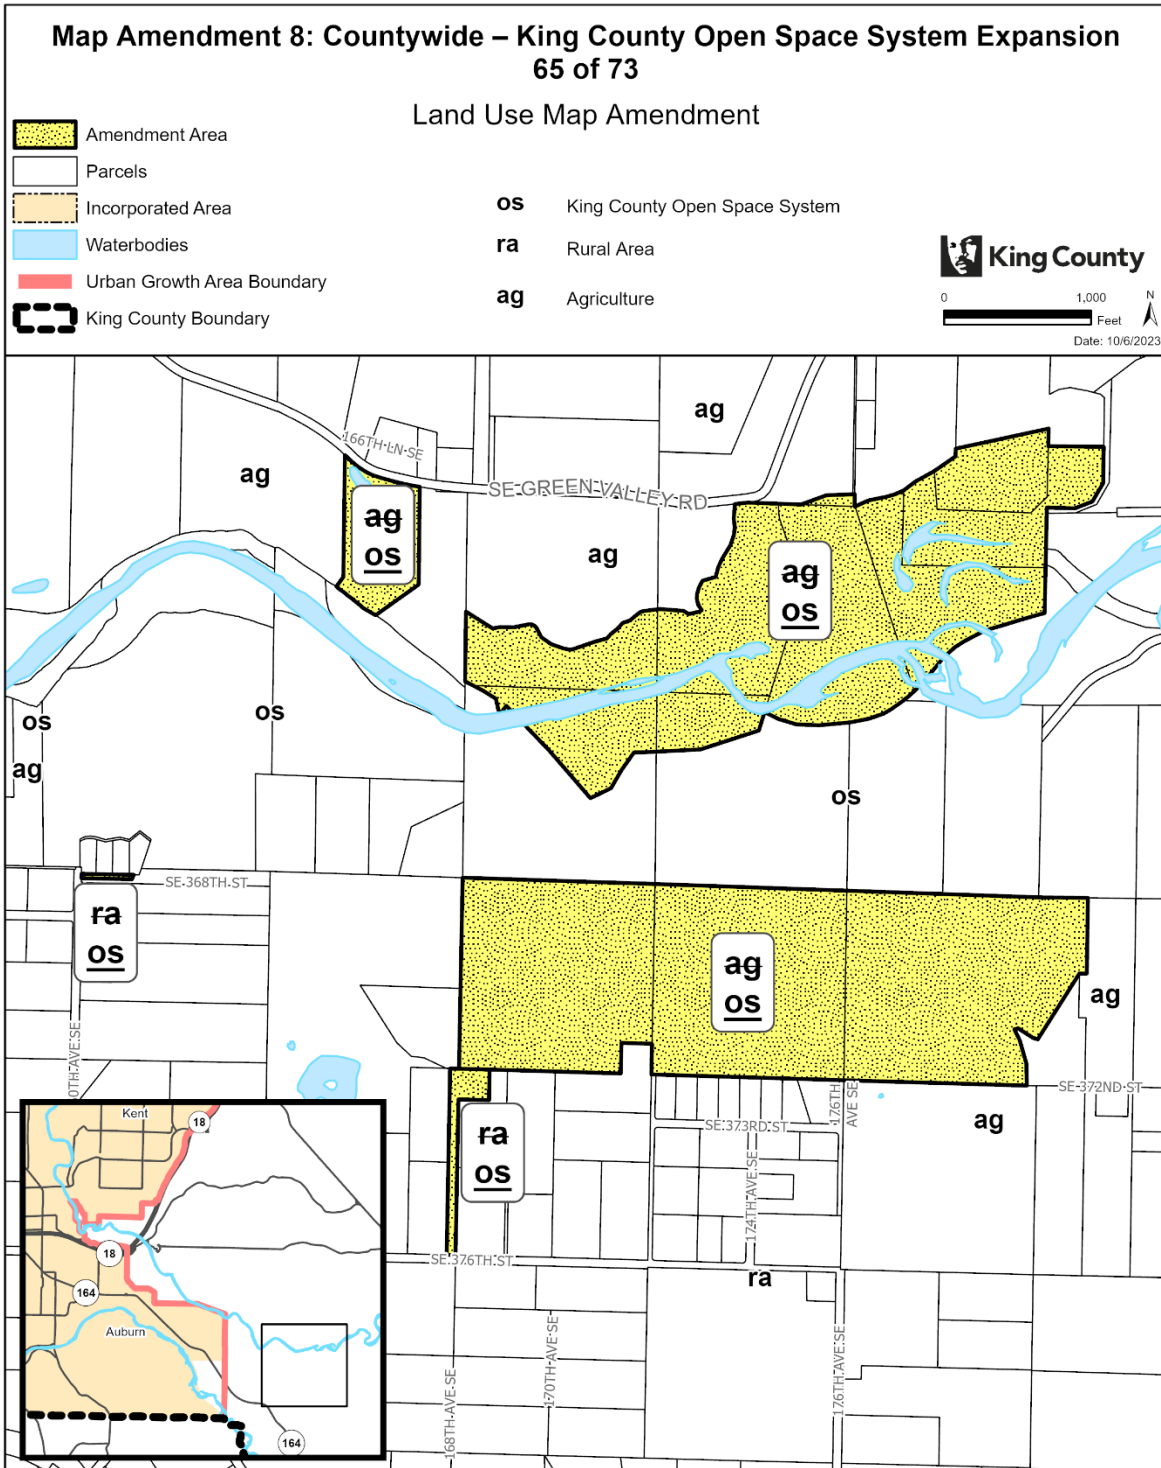 Map Amendment 8: Countywide – King County Open Space System Expansion
65 of 73
Land Use Map Amendment
Amendment Area
Parcels
Incorporated Area
Waterbodies
Urban Growth Area Boundary
King County Boundary
os King County Open Space System
ra Rural Area
ag Agriculture
King County
0 1,000
Feet
N
Date: 10/6/2023
ag
166TH LN SE
ag
SE GREEN VALLEY RD
ag
os
ag
ag
os
os
os
ag
os
SE 368TH ST
ra
os
ag
os
ag
0TH AVE SE
SE 372ND ST
176TH
AVE SE
ag
SE 373RD ST
ra
os
174TH AVE SE
SE 376TH ST
ra
170TH AVE SE
168TH AVE SE
176TH AVE SE
Kent
18
18
164
Auburn
164